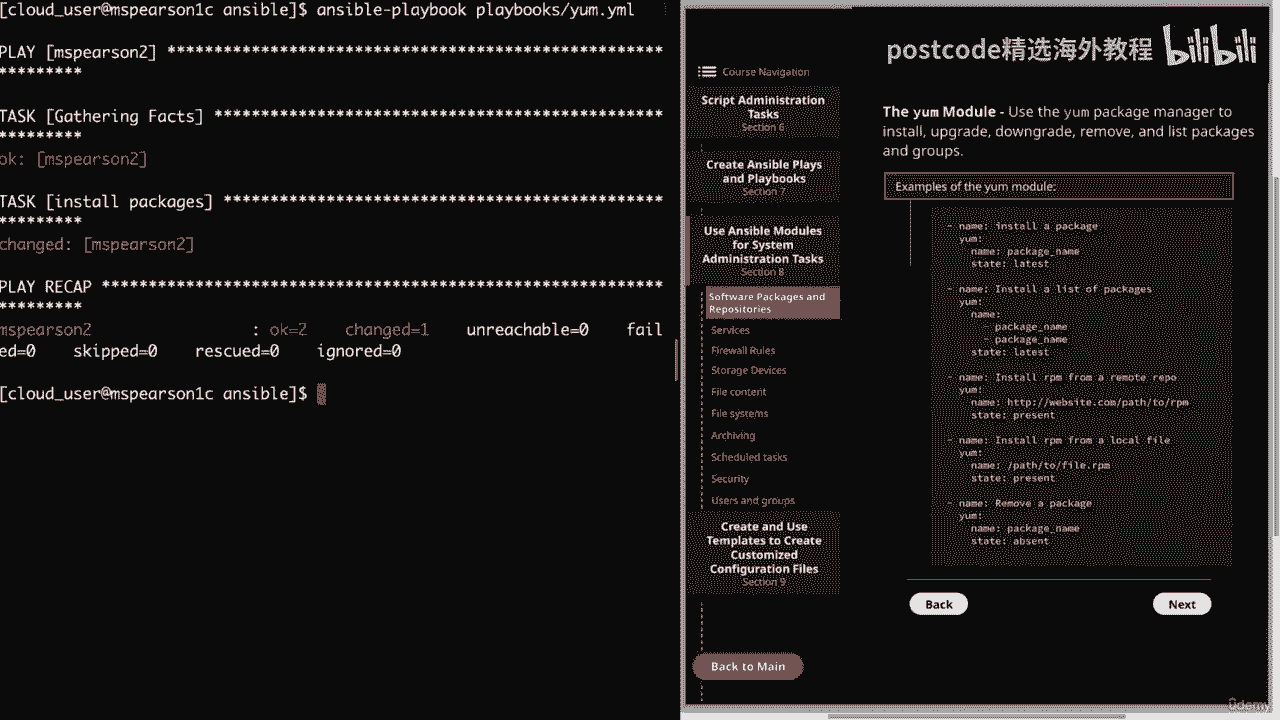 [cloud_user@mspearson1c ansible]$ ansible-playbook playbooks/yum.yml
PLAY [mspearson2] *****************************************************
*********
TASK [Gathering Facts] ***********************************************
*********
ok: [mspearson2]
TASK [install packages] **********************************************
*********
changed: [mspearson2]
PLAY RECAP ************************************************************
*********
mspearson2 : ok=2 changed=1 unreachable=0 fail
ed=0 skipped=0 rescued=0 ignored=0
[cloud_user@mspearson1c ansible]$
postcode精选海外教程 bilibili
Course Navigation
Script Administration
Tasks
Section 6
Create Ansible Plays
and Playbooks
Section 7
Use Ansible Modules
for System
Administration Tasks
Section 8
Software Packages and
Repositories
Services
Firewall Rules
Storage Devices
File content
File systems
Archiving
Scheduled tasks
Security
Users and groups
Create and Use
Templates to Create
Customized
Configuration Files
Section 9
Back to Main
The yum Module - Use the yum package manager to
install, upgrade, downgrade, remove, and list packages
and groups.
Examples of the yum module:
- name: install a package
yum:
name: package_name
state: latest
- name: Install a list of packages
yum:
name:
package_name
- package_name
state: latest
- name: Install rpm from a remote repo
yum:
name: http://website.com/path/to/rpm
state: present
- name: Install rpm from a local file
yum:
name: /path/to/file.rpm
state: present
- name: Remove a package
yum:
name: package_name
state: absent
Back
Next
Udemy